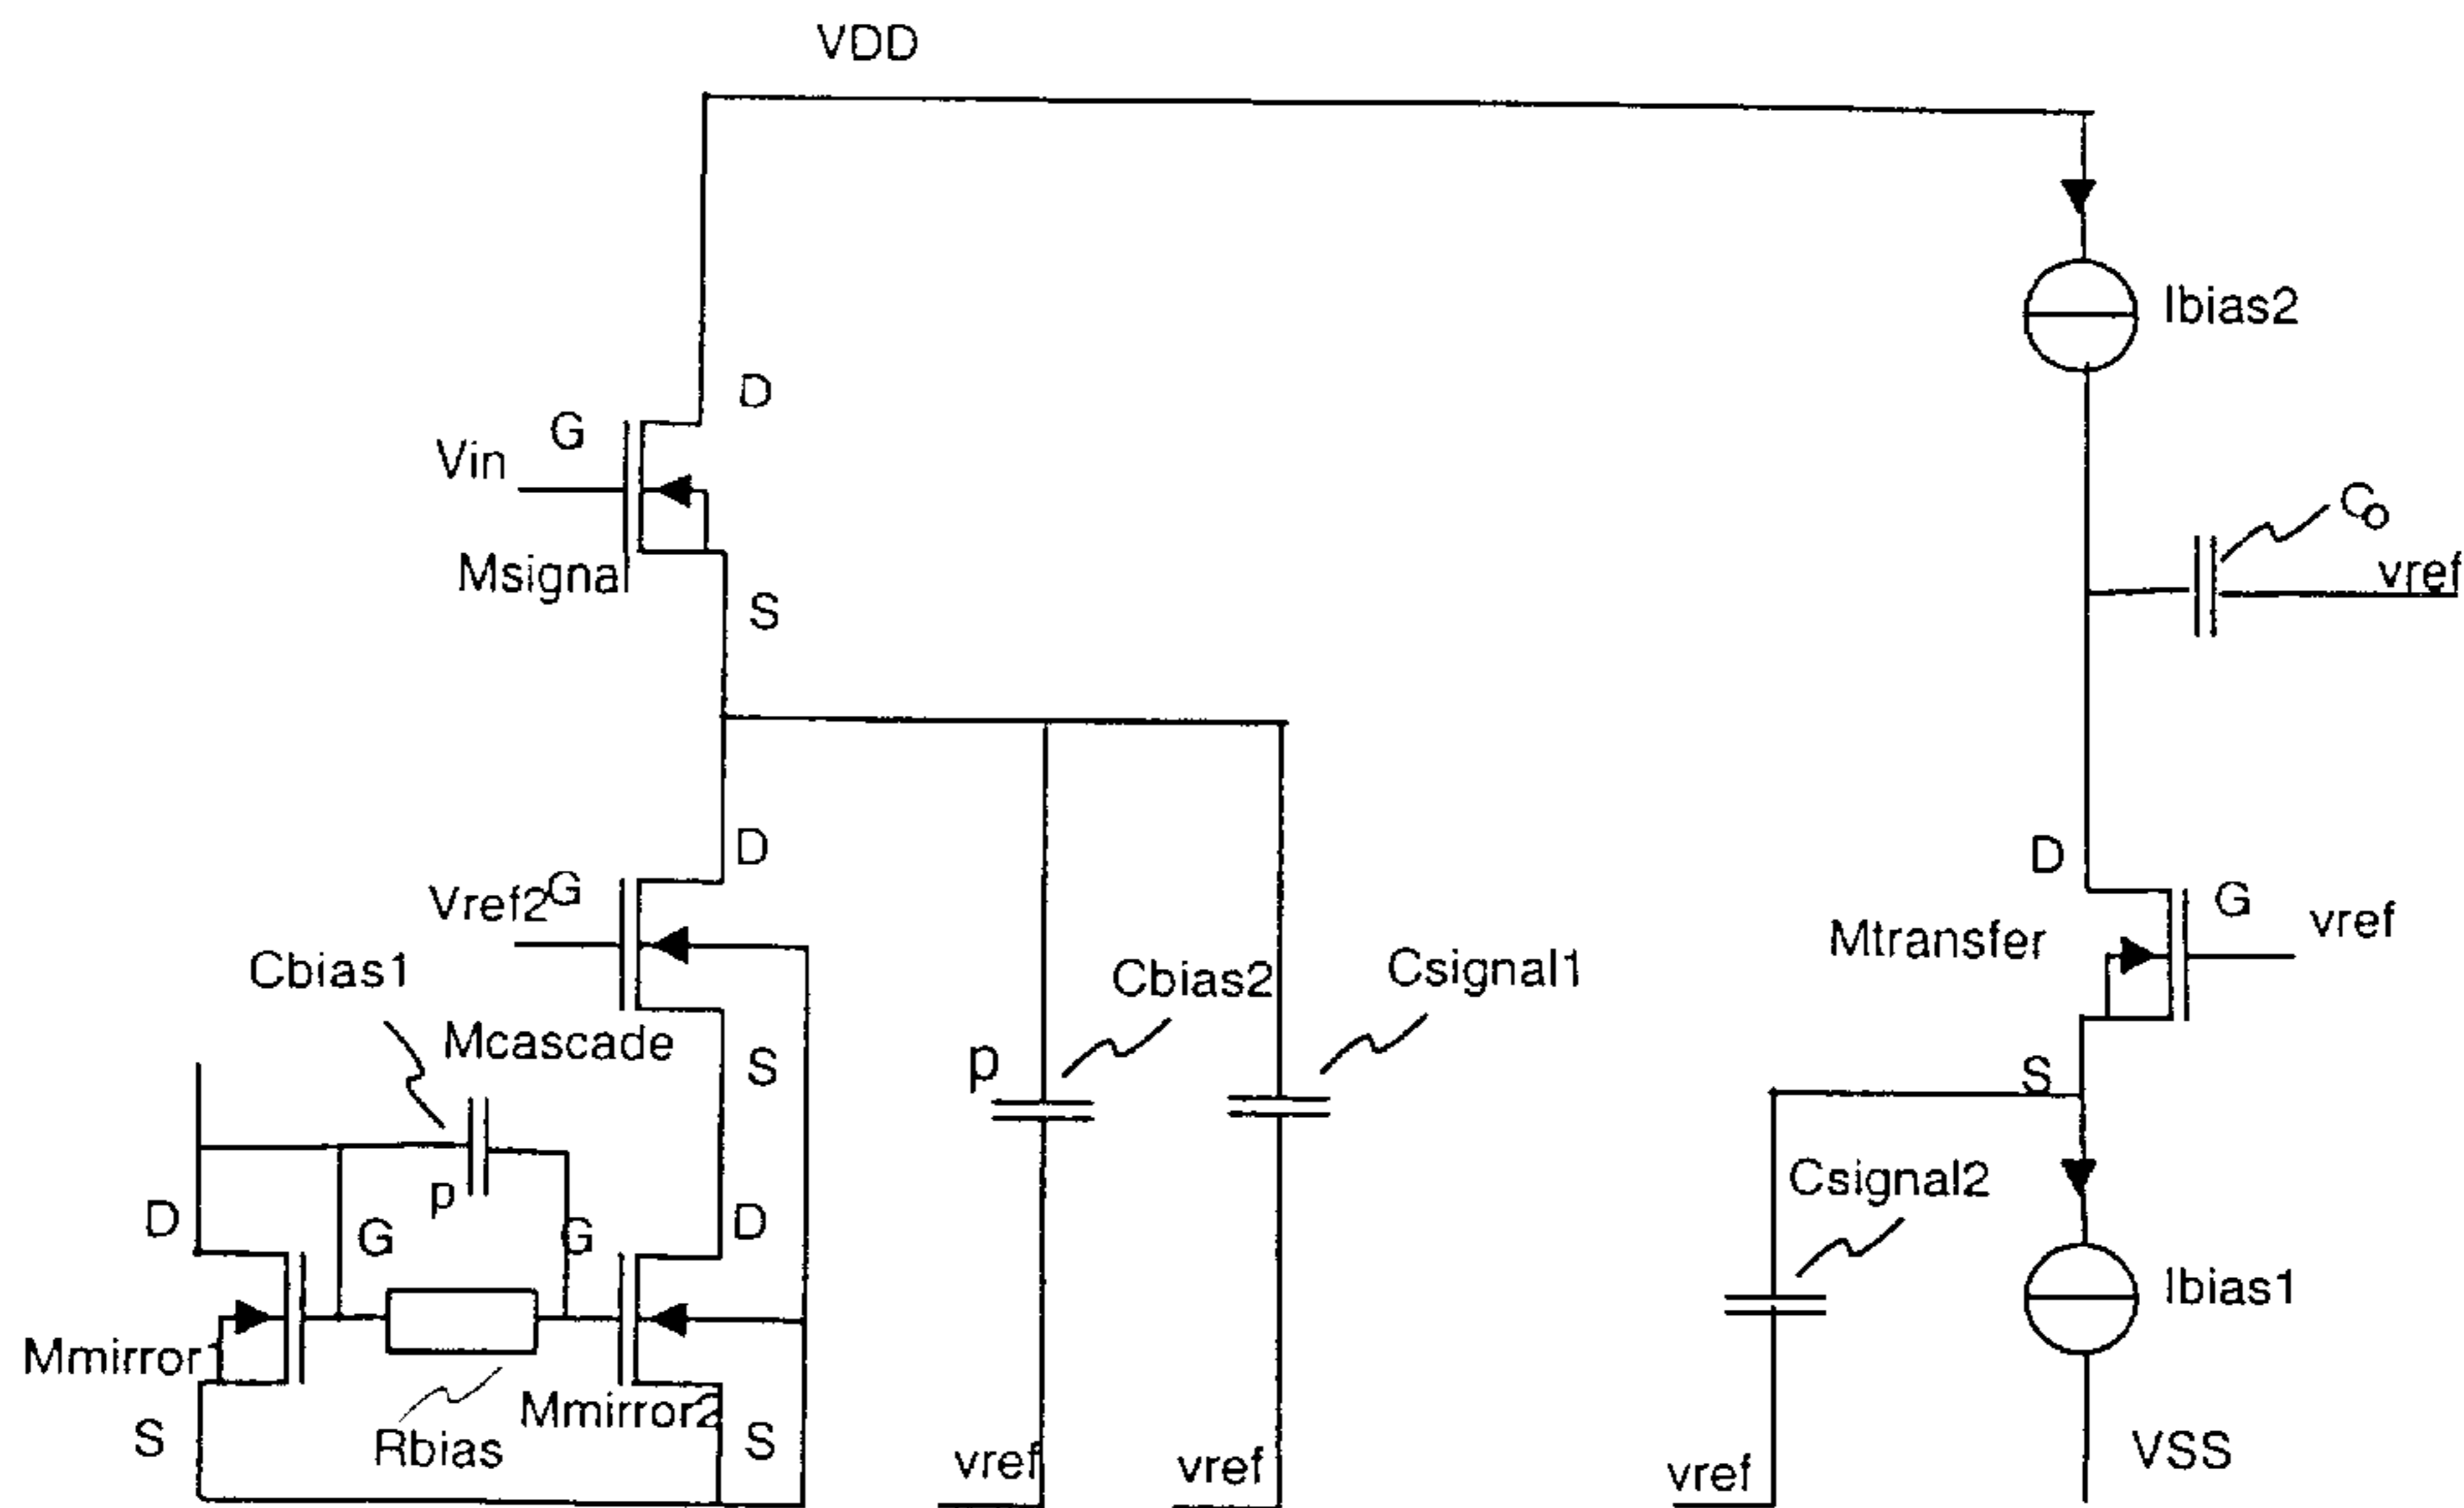 VDD
Ibias2
D
G
Vin
Co
vref
Msignal
S
D
Vref2
G
D
G
vref
Mtransfer
Cbias1
Cbias2
Csignal1
Mcascade
S
p
S
Csignal2
p
D
G
G
D
Ibias1
Mmirror1
Mmirror2
S
Rbias
S
vref
vref
vref
VSS